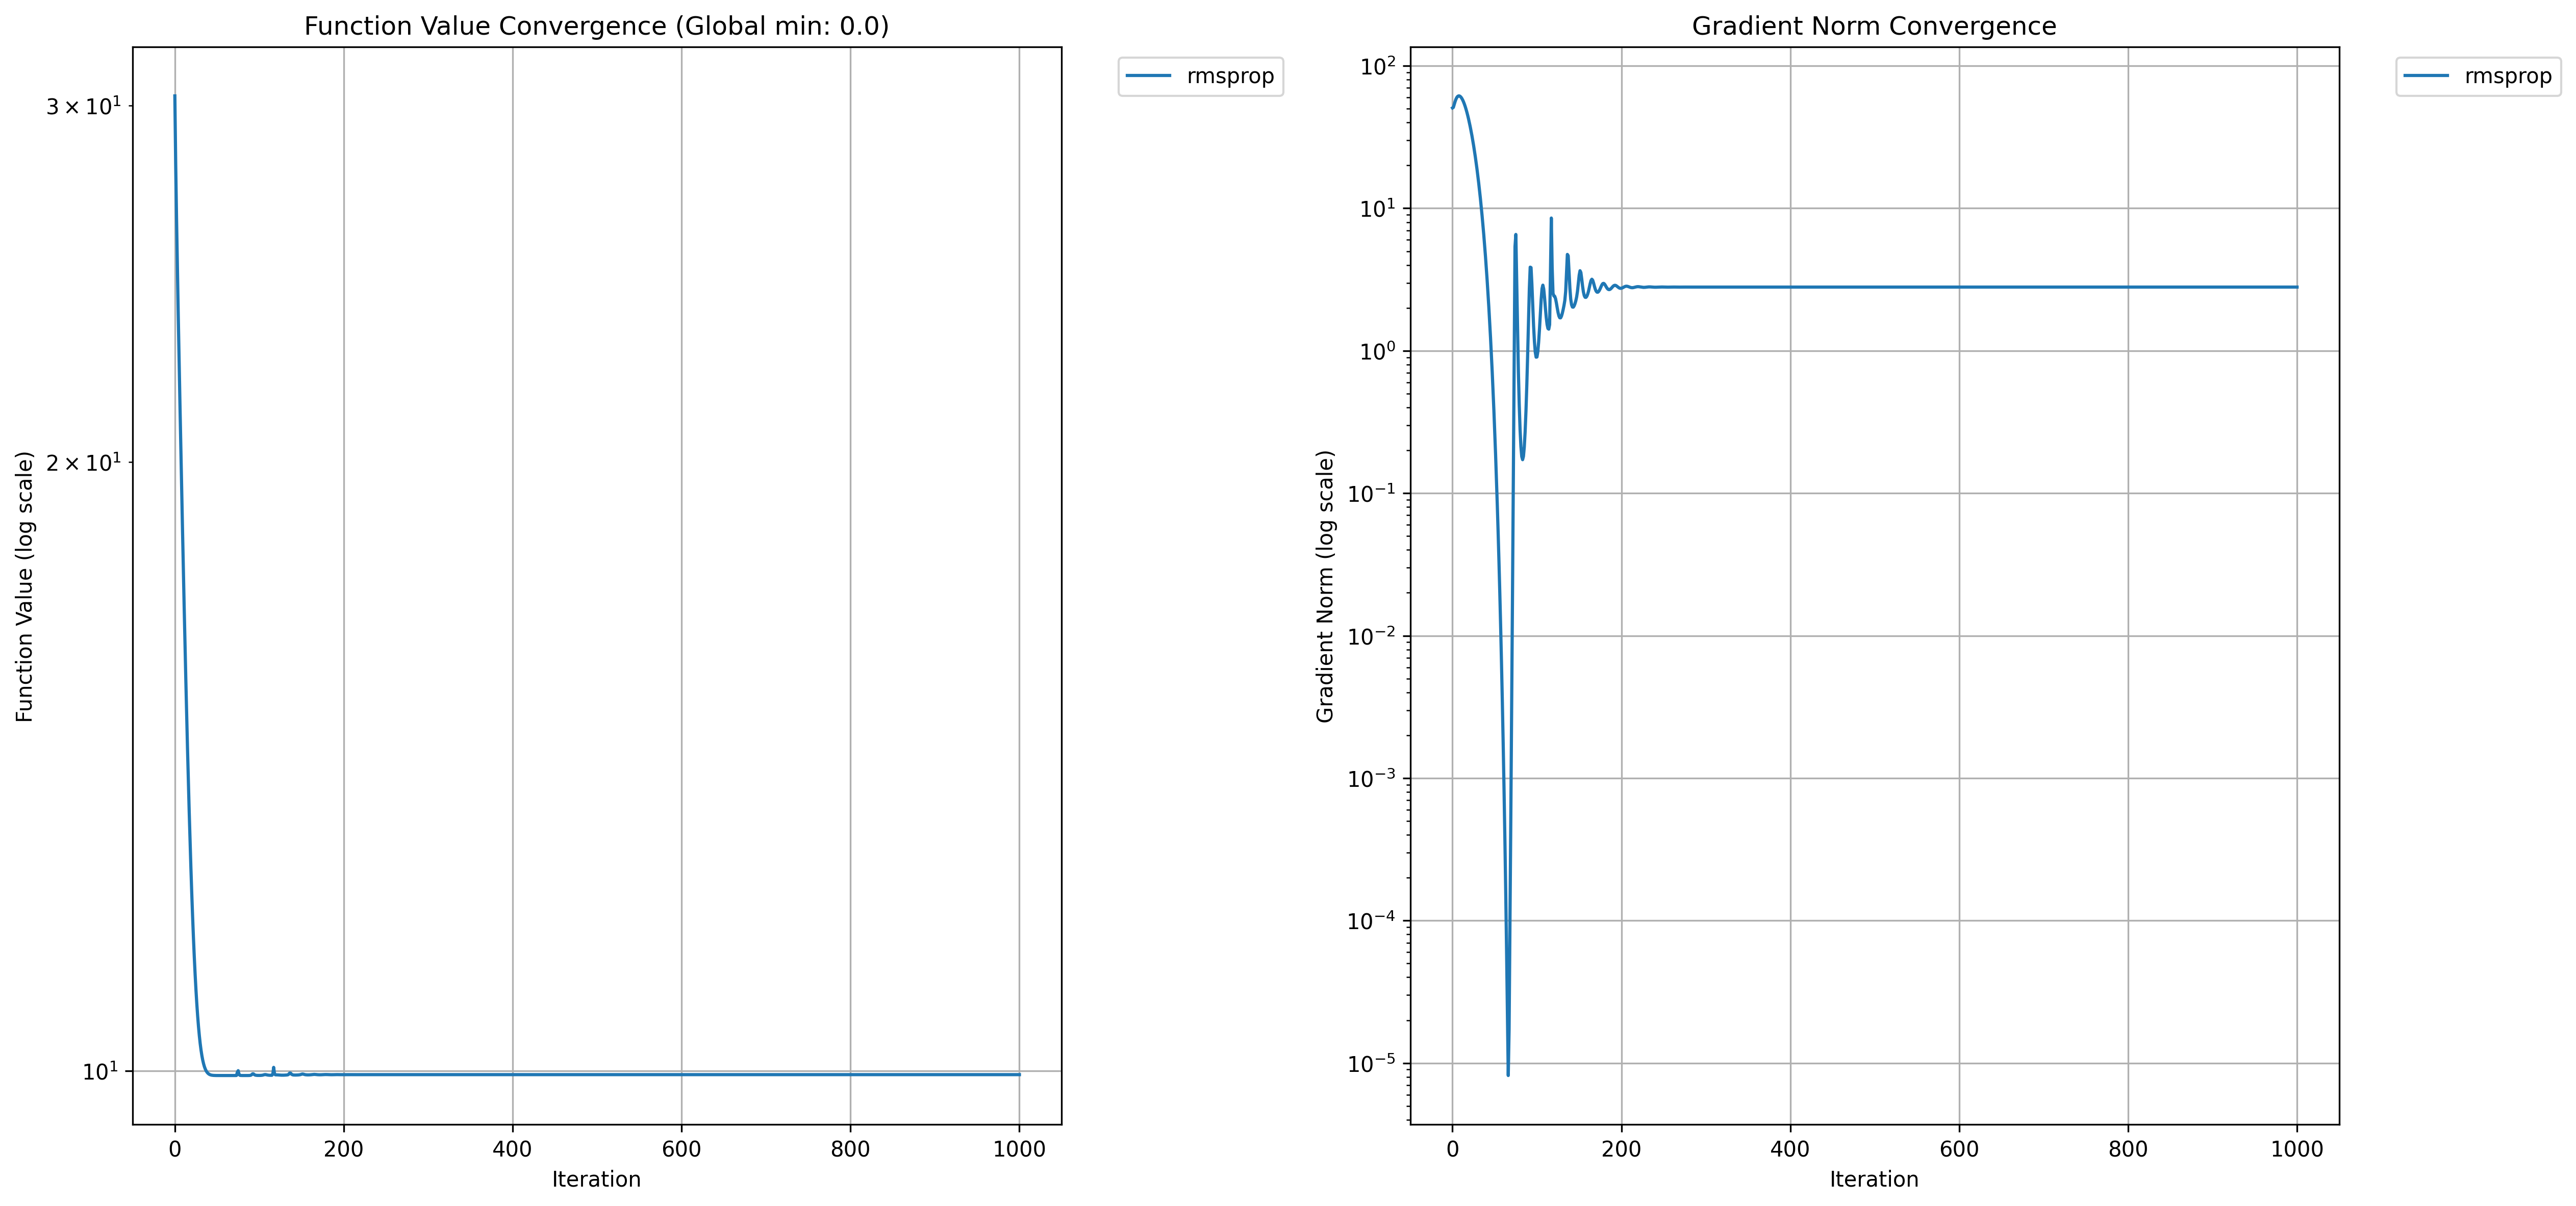 Function Value Convergence (Global min: 0.0)
Function Value (log scale)
3 × 10¹
2 × 10¹
10¹
0 200 400 600 800 1000
Iteration
rmsprop
Gradient Norm Convergence
Gradient Norm (log scale)
10²
10¹
10⁰
10⁻¹
10⁻²
10⁻³
10⁻⁴
10⁻⁵
0 200 400 600 800 1000
Iteration
rmsprop